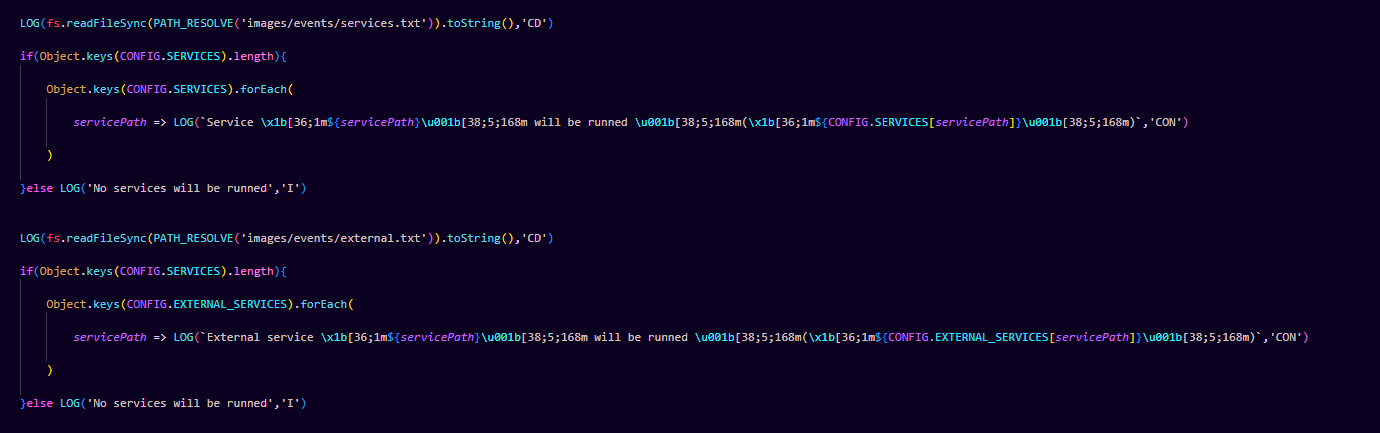 LOG(fs.readFileSync(PATH_RESOLVE('images/events/services.txt')).toString(),'CD')
if(Object.keys(CONFIG.SERVICES).length){
Object.keys(CONFIG.SERVICES).forEach(
servicePath => LOG(`Service \x1b[36;1m${servicePath}\u001b[38;5;168m will be runned \u001b[38;5;168m(\x1b[36;1m${CONFIG.SERVICES[servicePath]}\u001b[38;5;168m)`,'CON')
)
}else LOG('No services will be runned','I')
LOG(fs.readFileSync(PATH_RESOLVE('images/events/external.txt')).toString(),'CD')
if(Object.keys(CONFIG.SERVICES).length){
Object.keys(CONFIG.EXTERNAL_SERVICES).forEach(
servicePath => LOG(`External service \x1b[36;1m${servicePath}\u001b[38;5;168m will be runned \u001b[38;5;168m(\x1b[36;1m${CONFIG.EXTERNAL_SERVICES[servicePath]}\u001b[38;5;168m)`,'CON')
)
}else LOG('No services will be runned','I')